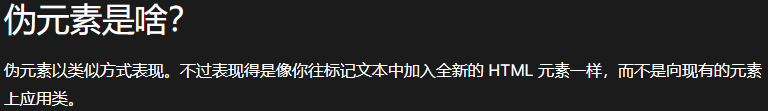 伪元素是啥？
伪元素以类似方式表现。不过表现得是像你往标记文本中加入全新的 HTML 元素一样，而不是向现有的元素
上应用类。